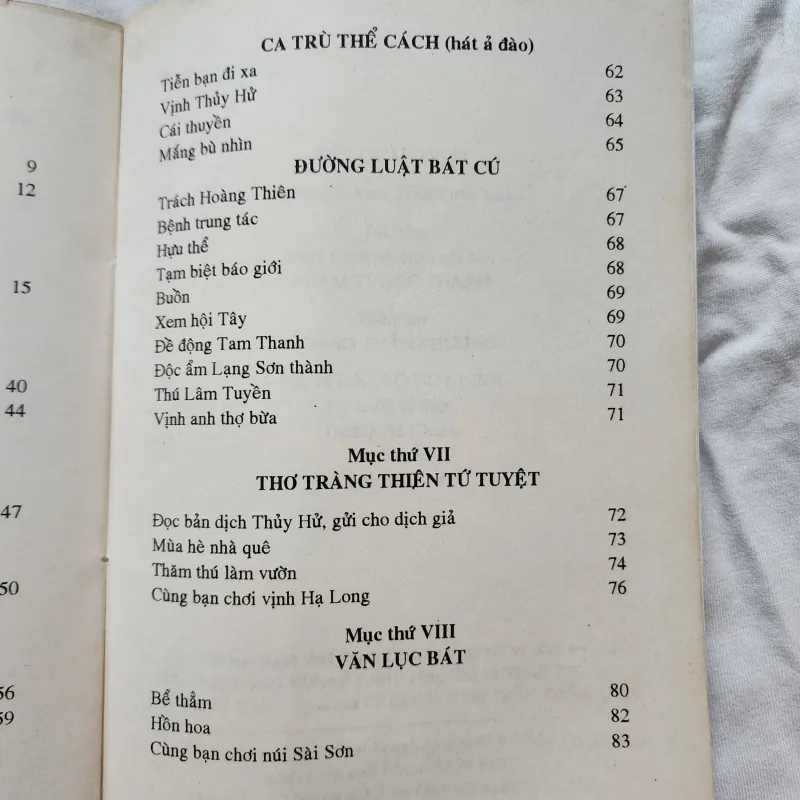 9
12
15
40
44
47
50
56
59
CA TRÙ THỂ CÁCH (hát ả đào)
Tiễn bạn đi xa 62
Vịnh Thủy Hử 63
Cái thuyền 64
Mắng bù nhìn 65
ĐƯỜNG LUẬT BÁT CÚ
Trách Hoàng Thiên 67
Bệnh trung tác 67
Hựu thể 68
Tạm biệt báo giới 68
Buồn 69
Xem hội Tây 69
Đề động Tam Thanh 70
Độc ẩm Lạng Sơn thành 70
Thú Lâm Tuyền 71
Vịnh anh thợ bừa 71
Mục thứ VII
THƠ TRÀNG THIÊN TỨ TUYỆT
Đọc bản dịch Thủy Hử, gửi cho dịch giả 72
Mùa hè nhà quê 73
Thăm thú làm vườn 74
Cùng bạn chơi vịnh Hạ Long 76
Mục thứ VIII
VĂN LỤC BÁT
Bể thẳm 80
Hồn hoa 82
Cùng bạn chơi núi Sài Sơn 83